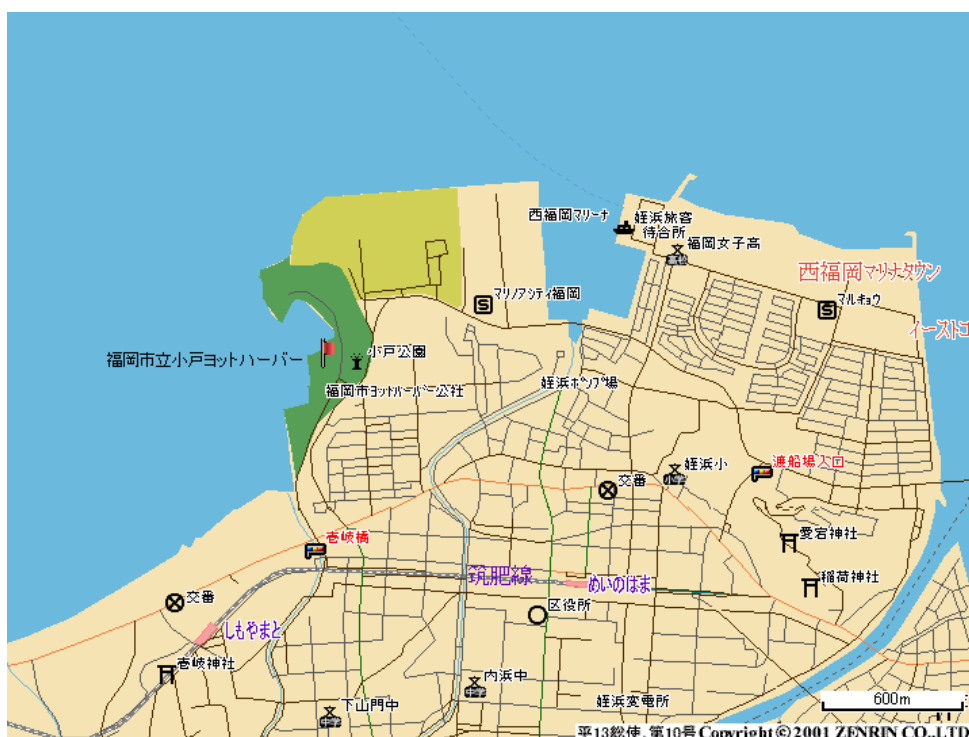 西福岡マリーナ
姪浜旅客
待合所
福岡女子高
高校
西福岡マリナタウン
マリノアシティ福岡
マルキョウ
イーストコ
福岡市立小戸ヨットハーバー
小戸公園
福岡市ヨットハーバー公社
姪浜ポンプ場
姪浜小
小学
渡船場入口
交番
壱岐橋
愛宕神社
筑肥線
めいのはま
稲荷神社
交番
区役所
しもやまと
壱岐神社
内浜中
中学
下山門中
中学
姪浜変電所
600m
平13総使、第10号 Copyright © 2001 ZENRIN CO.,LTD